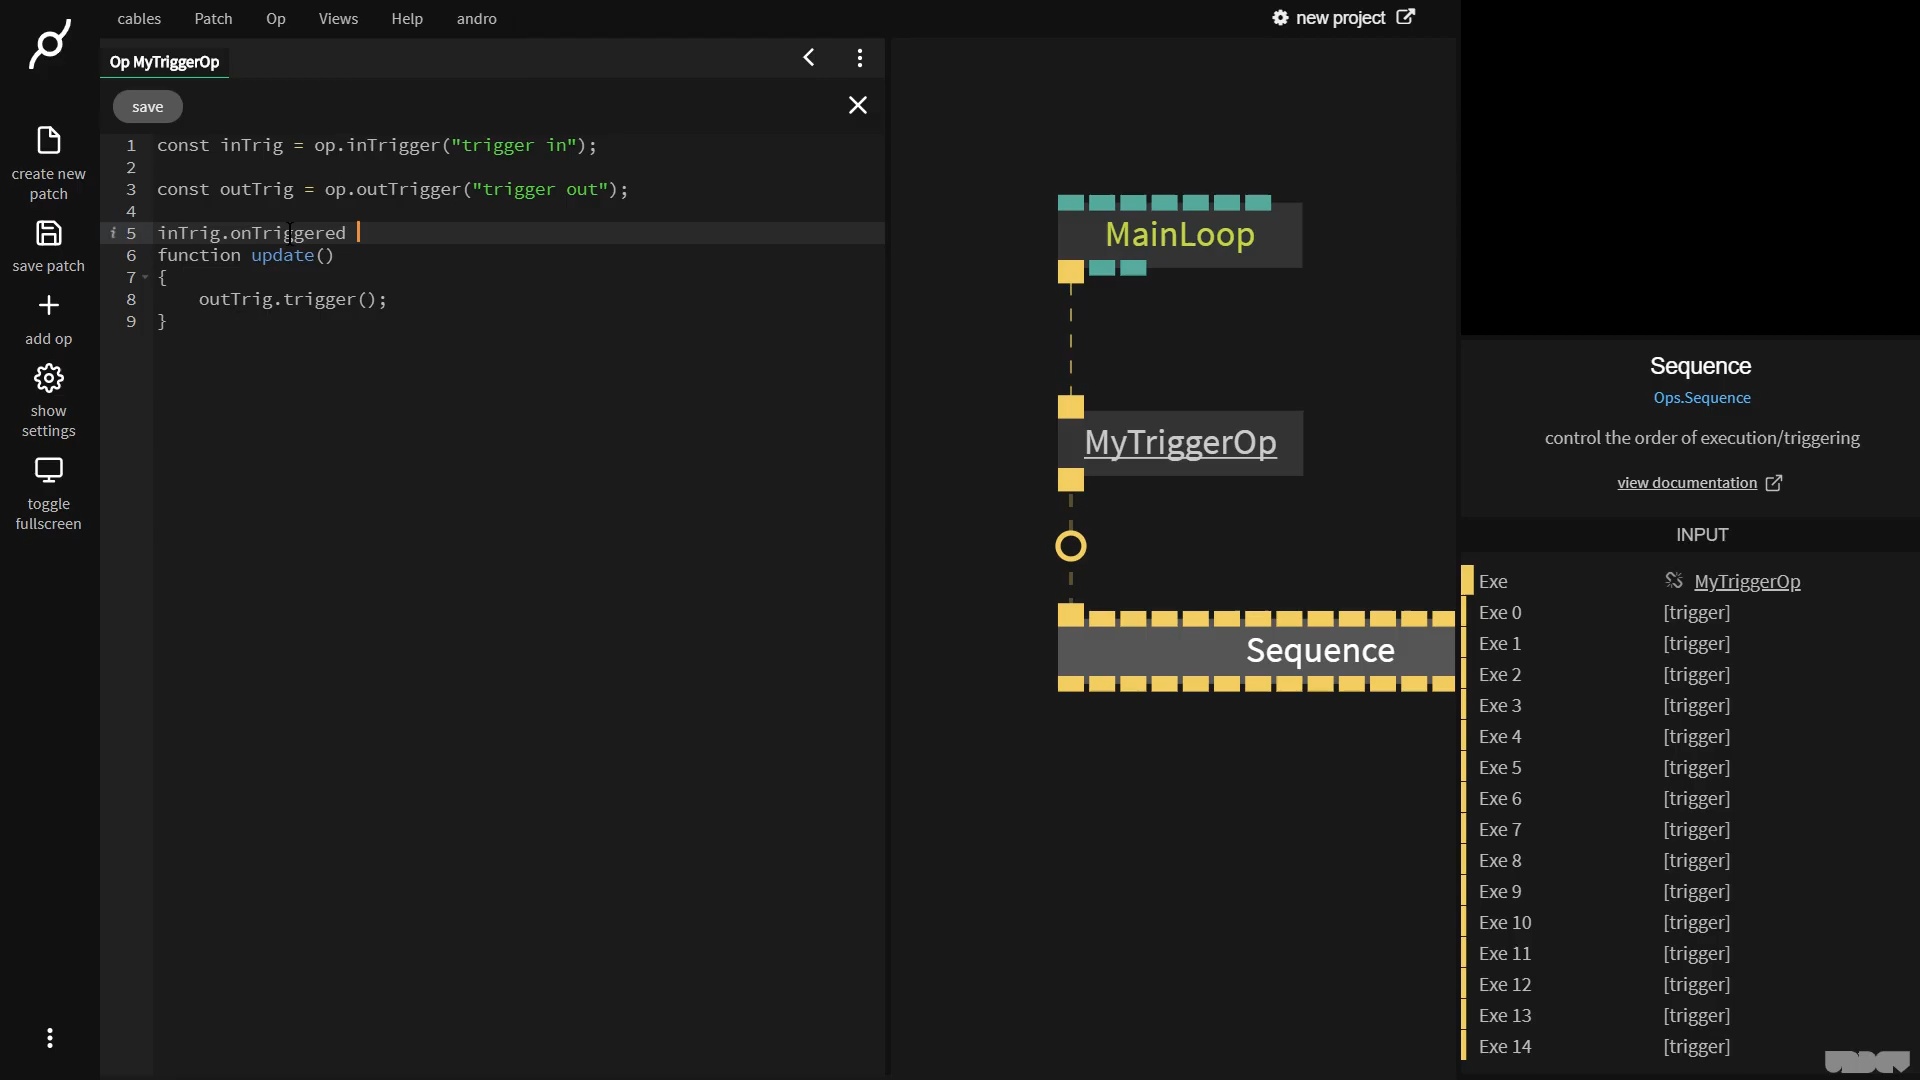 cables Patch Op Views Help andro
new project
Op MyTriggerOp
save
create new
patch
save patch
add op
show
settings
toggle
fullscreen
1 const inTrig = op.inTrigger("trigger in");
2
3 const outTrig = op.outTrigger("trigger out");
4
i 5 inTrig.onTriggered
6 function update()
7 {
8 outTrig.trigger();
9 }
MainLoop
MyTriggerOp
Sequence
Sequence
Ops.Sequence
control the order of execution/triggering
view documentation
INPUT
Exe MyTriggerOp
Exe 0 [trigger]
Exe 1 [trigger]
Exe 2 [trigger]
Exe 3 [trigger]
Exe 4 [trigger]
Exe 5 [trigger]
Exe 6 [trigger]
Exe 7 [trigger]
Exe 8 [trigger]
Exe 9 [trigger]
Exe 10 [trigger]
Exe 11 [trigger]
Exe 12 [trigger]
Exe 13 [trigger]
Exe 14 [trigger]